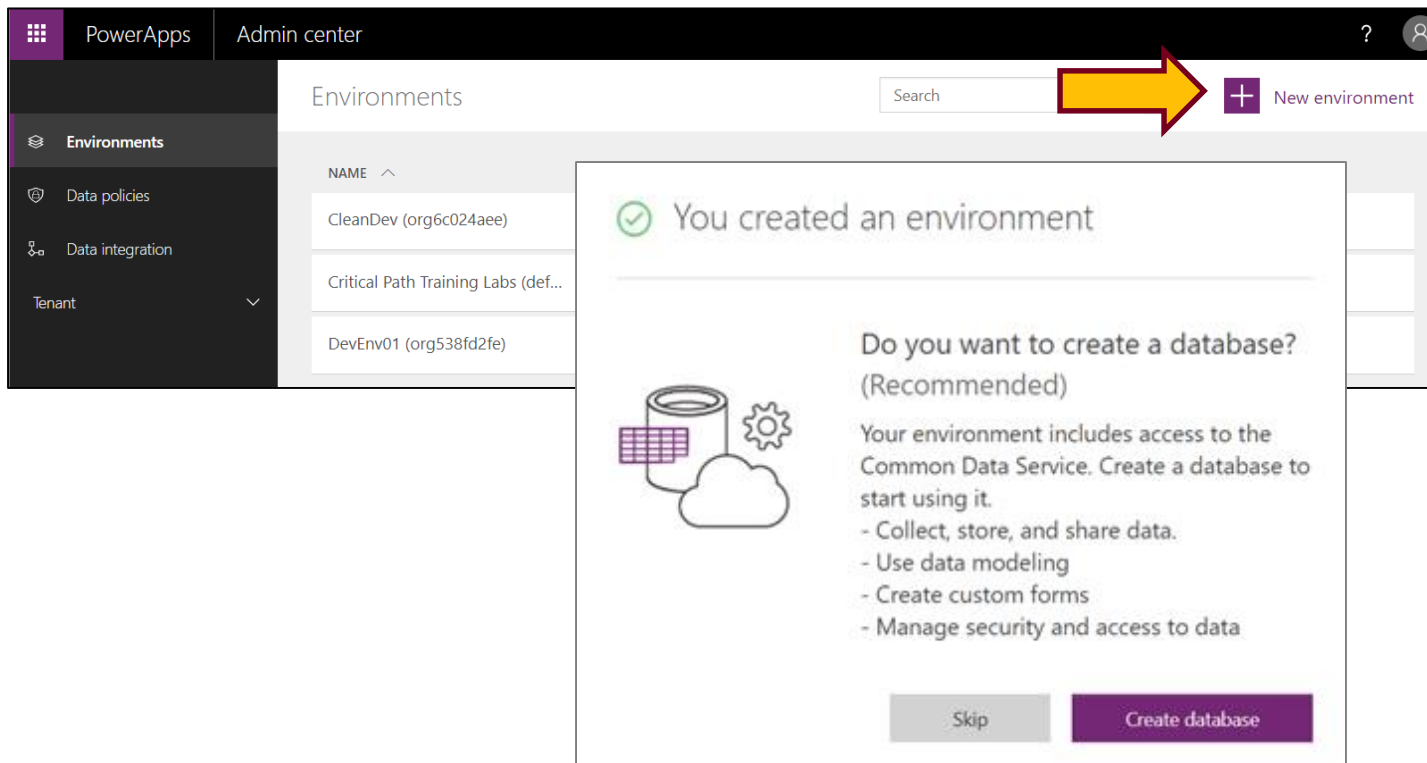 PowerApps
Admin center
?
Environments
Search
New environment
Environments
Data policies
Data integration
Tenant
NAME
CleanDev (org6c024aee)
Critical Path Training Labs (def...
DevEnv01 (org538fd2fe)
You created an environment
Do you want to create a database?
(Recommended)
Your environment includes access to the
Common Data Service. Create a database to
start using it.
- Collect, store, and share data.
- Use data modeling
- Create custom forms
- Manage security and access to data
Skip
Create database